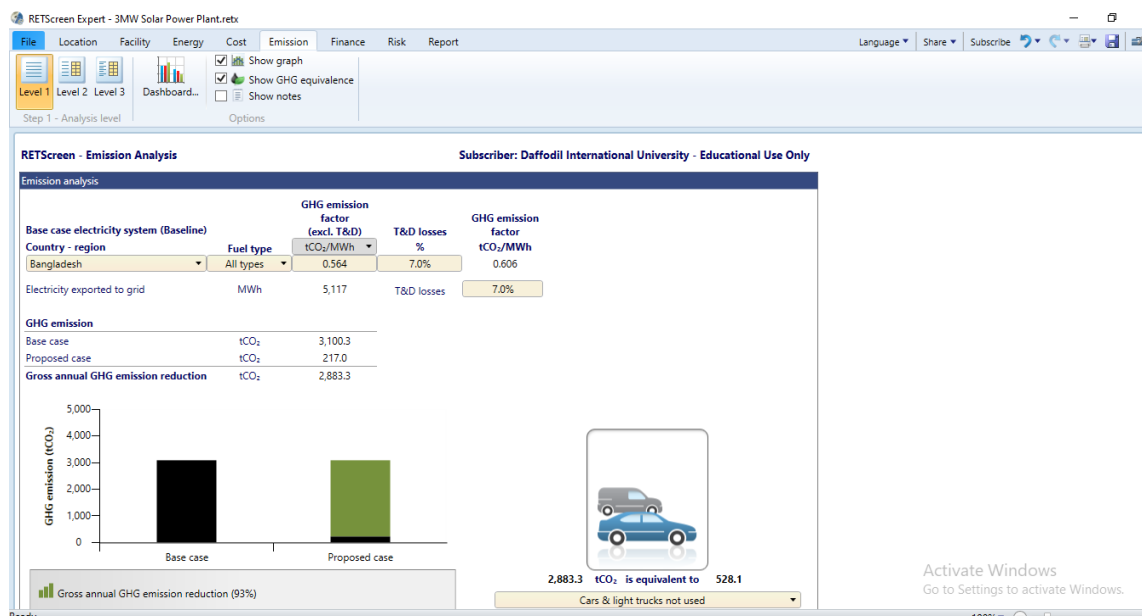 RETScreen Expert - 3MW Solar Power Plant.retx
File Location Facility Energy Cost Emission Finance Risk Report Language Share Subscribe
Level 1 Level 2 Level 3 Dashboard...
Show graph
Show GHG equivalence
Show notes
Step 1 - Analysis level Options
RETScreen - Emission Analysis Subscriber: Daffodil International University - Educational Use Only
Emission analysis
GHG emission
factor
(excl. T&D)
GHG emission
factor
Base case electricity system (Baseline) T&D losses
Country - region Fuel type tCO₂/MWh % tCO₂/MWh
Bangladesh All types 0.564 7.0% 0.606
Electricity exported to grid MWh 5,117 T&D losses 7.0%
GHG emission
Base case tCO₂ 3,100.3
Proposed case tCO₂ 217.0
Gross annual GHG emission reduction tCO₂ 2,883.3
GHG emission (tCO₂)
5,000
4,000
3,000
2,000
1,000
0
Base case Proposed case
Gross annual GHG emission reduction (93%)
2,883.3 tCO₂ is equivalent to 528.1
Cars & light trucks not used
Activate Windows
Go to Settings to activate Windows.